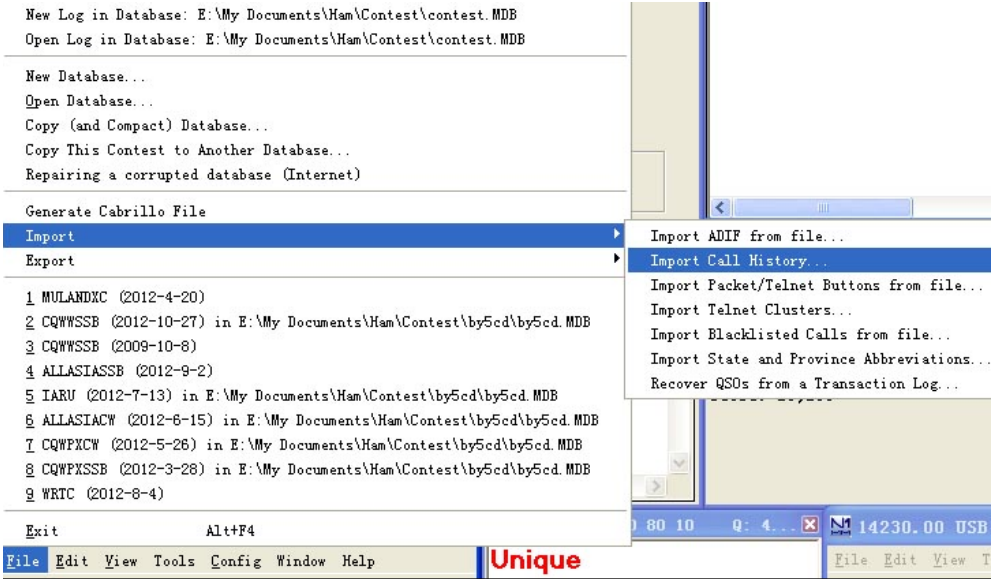 New Log in Database: E:\My Documents\Ham\Contest\contest.MDB
Open Log in Database: E:\My Documents\Ham\Contest\contest.MDB
New Database...
Open Database...
Copy (and Compact) Database...
Copy This Contest to Another Database...
Repairing a corrupted database (Internet)
Generate Cabrillo File
Import
Export
1 MULANDXC (2012-4-20)
2 CQWWSSB (2012-10-27) in E:\My Documents\Ham\Contest\by5cd\by5cd.MDB
3 CQWWSSB (2009-10-8)
4 ALLASIASSB (2012-9-2)
5 IARU (2012-7-13) in E:\My Documents\Ham\Contest\by5cd\by5cd.MDB
6 ALLASIACW (2012-6-15) in E:\My Documents\Ham\Contest\by5cd\by5cd.MDB
7 CQWPXCW (2012-5-26) in E:\My Documents\Ham\Contest\by5cd\by5cd.MDB
8 CQWPXSSB (2012-3-28) in E:\My Documents\Ham\Contest\by5cd\by5cd.MDB
9 WRTC (2012-8-4)
Exit Alt+F4
Import ADIF from file...
Import Call History...
Import Packet/Telnet Buttons from file...
Import Telnet Clusters...
Import Blacklisted Calls from file...
Import State and Province Abbreviations...
Recover QSOs from a Transaction Log...
80 10 Q: 4...
N1 14230.00 USB
File Edit View Tools Config Window Help
Unique
File Edit View T